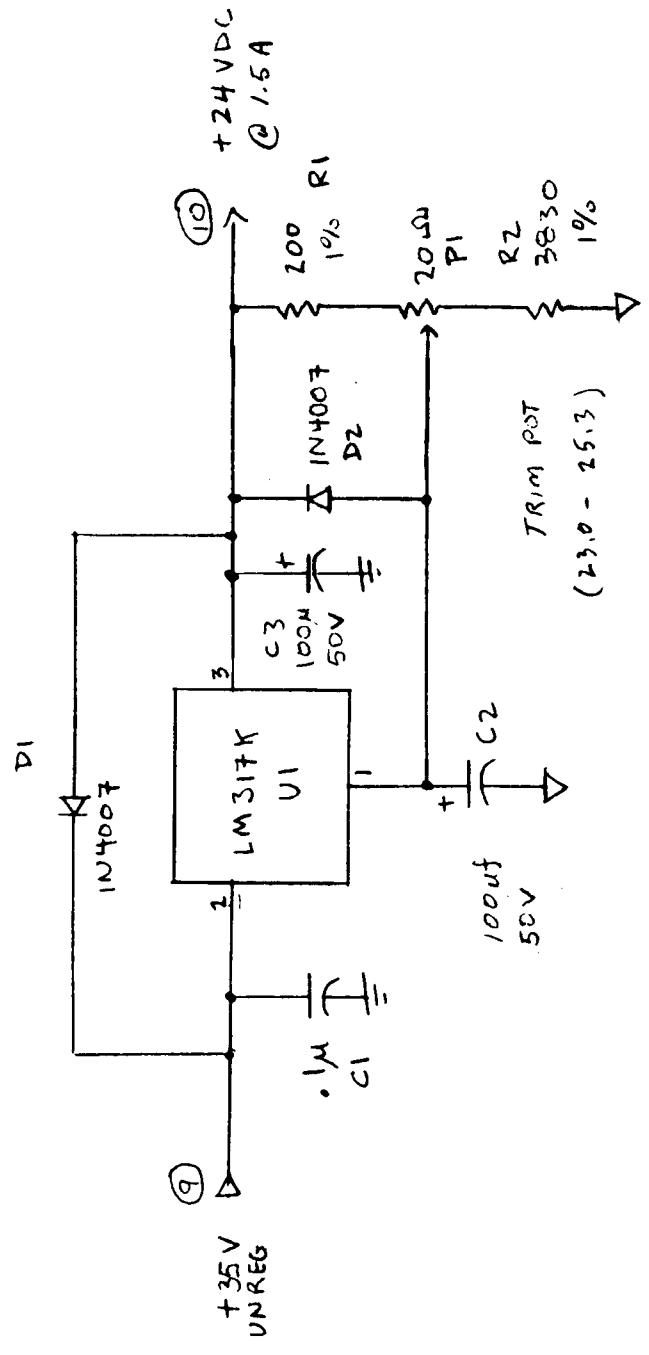 D1
1N4007
+35V
UNREG
9
.1µ
C1
2
LM317K
U1
3
1
C3
100µ
50V
+
1N4007
D2
10
+24 VDC
@ 1.5A
200
1%
R1
20Ω
P1
R2
3830
1%
+
C2
100uf
50V
TRIM POT
(23.0 - 25.3)